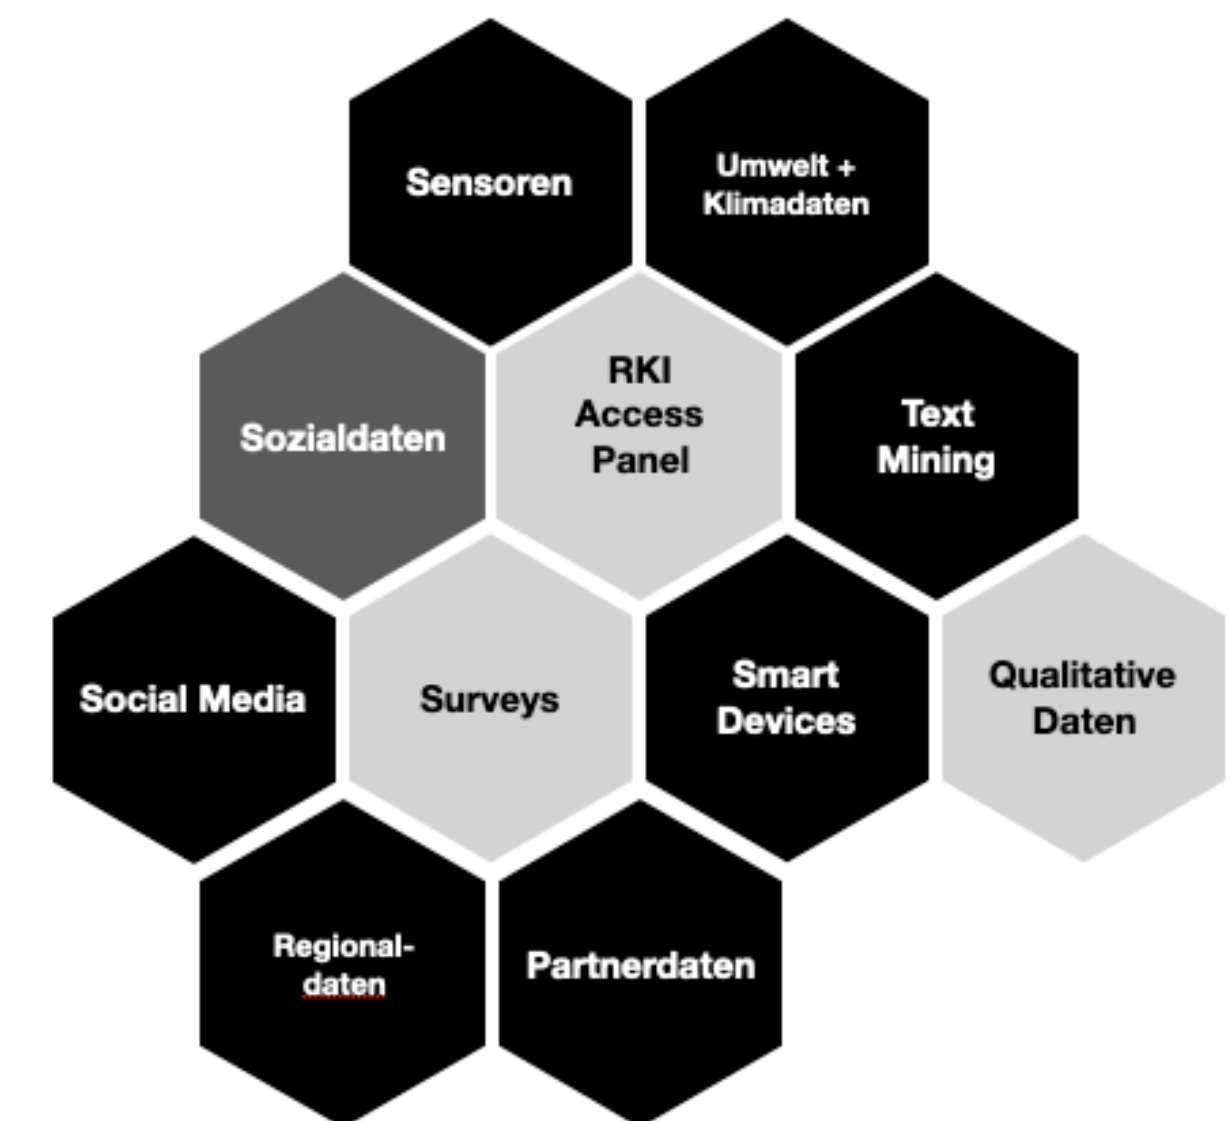 Sensoren
Umwelt +
Klimadaten
Sozialdaten
RKI
Access
Panel
Text
Mining
Social Media
Surveys
Smart
Devices
Qualitative
Daten
Regional-
daten
Partnerdaten